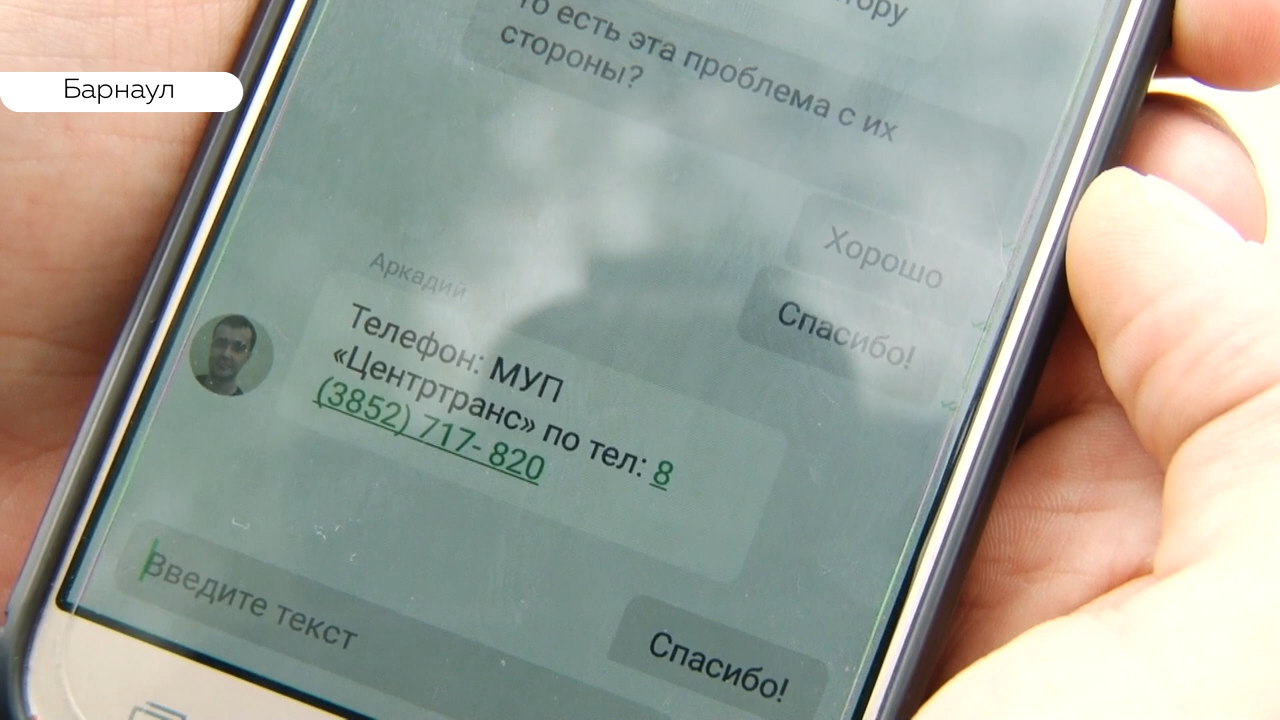 Барнаул
То есть эта проблема с их
стороны?
Хорошо
Спасибо!
Аркадий
Телефон: МУП
«Центртранс» по тел: 8
(3852) 717- 820
Введите текст
Спасибо!